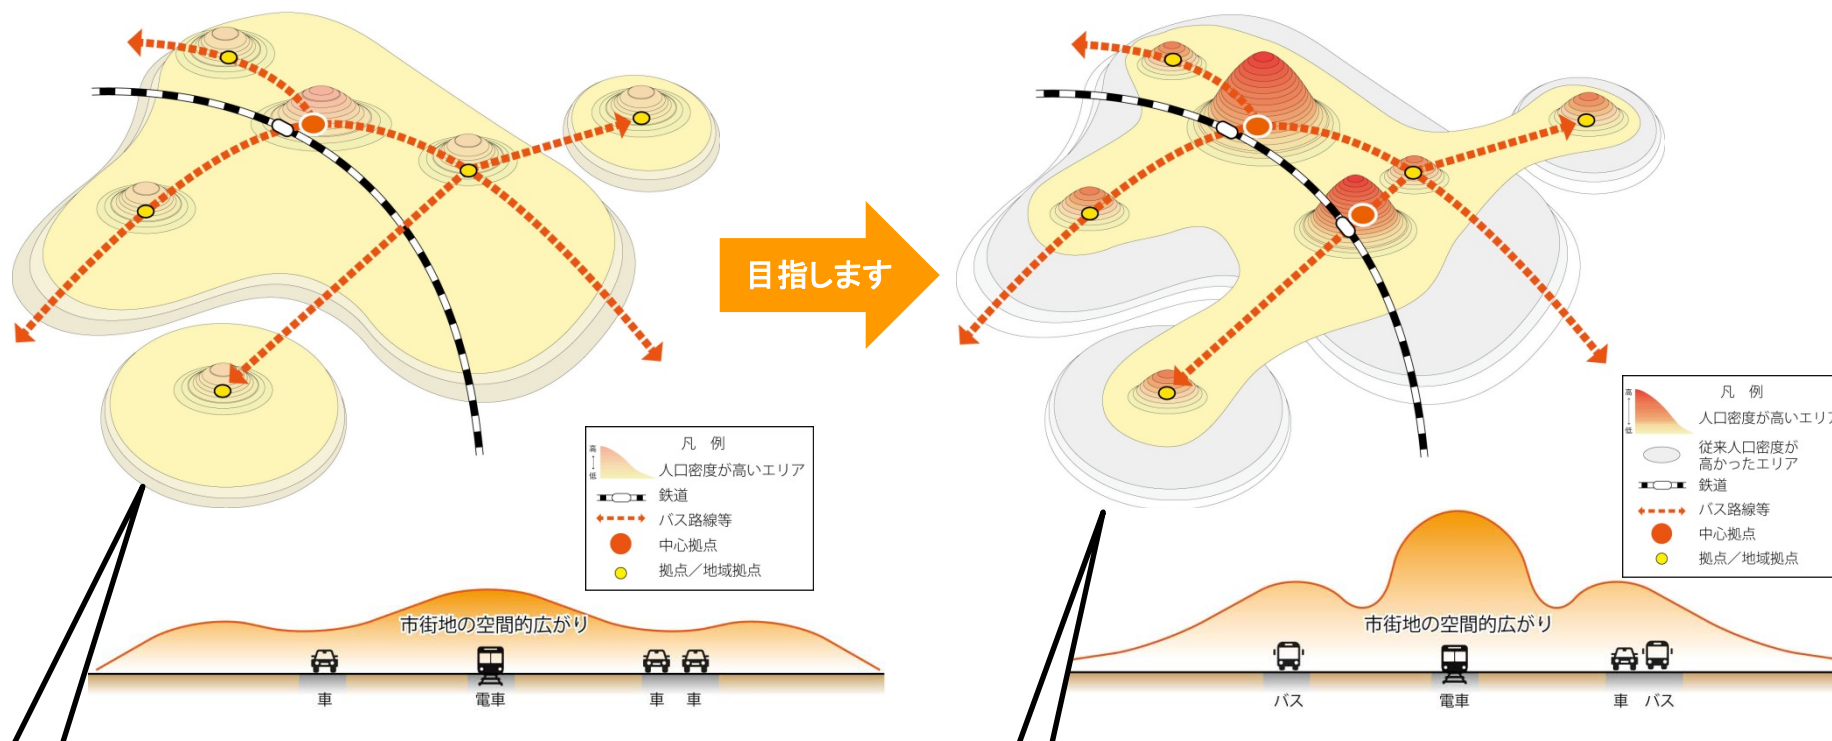 目指します
凡 例
高
低
人口密度が高いエリア
鉄道
バス路線等
中心拠点
拠点／地域拠点
市街地の空間的広がり
車
電車
車
車
凡 例
高
低
人口密度が高いエリア
従来人口密度が
高かったエリア
鉄道
バス路線等
中心拠点
拠点／地域拠点
市街地の空間的広がり
バス
電車
車
バス